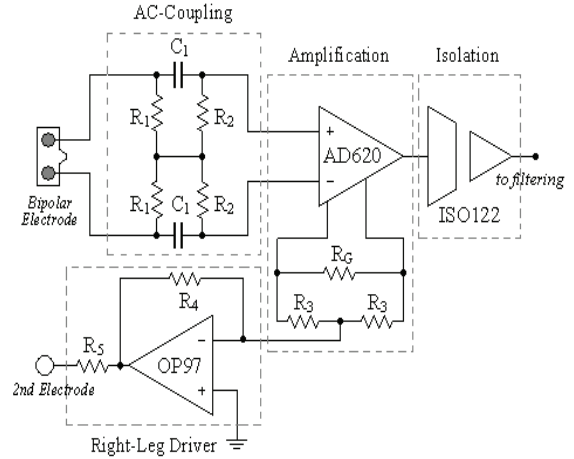 AC-Coupling
C1
Amplification
Isolation
R1
R2
+
AD620
−
to filtering
ISO122
R1
C1
R2
Bipolar
Electrode
RG
R3
R3
R4
R5
−
OP97
+
2nd Electrode
Right-Leg Driver